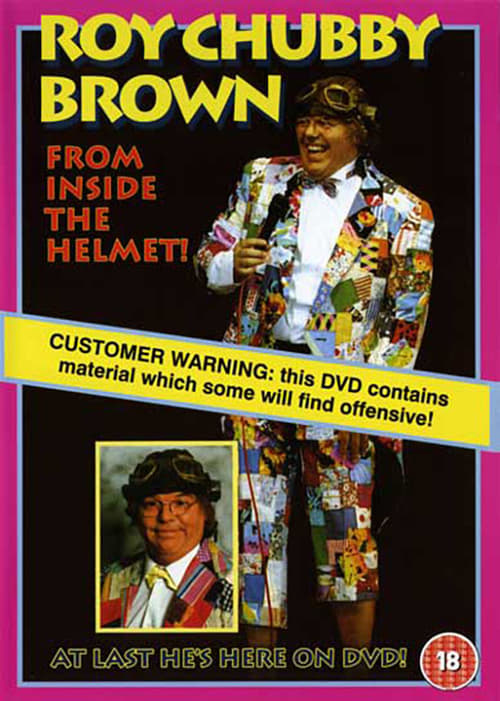 ROY CHUBBY
BROWN
FROM
INSIDE
THE
HELMET!
CUSTOMER WARNING: this DVD contains
material which some will find offensive!
AT LAST HE'S HERE ON DVD!
18